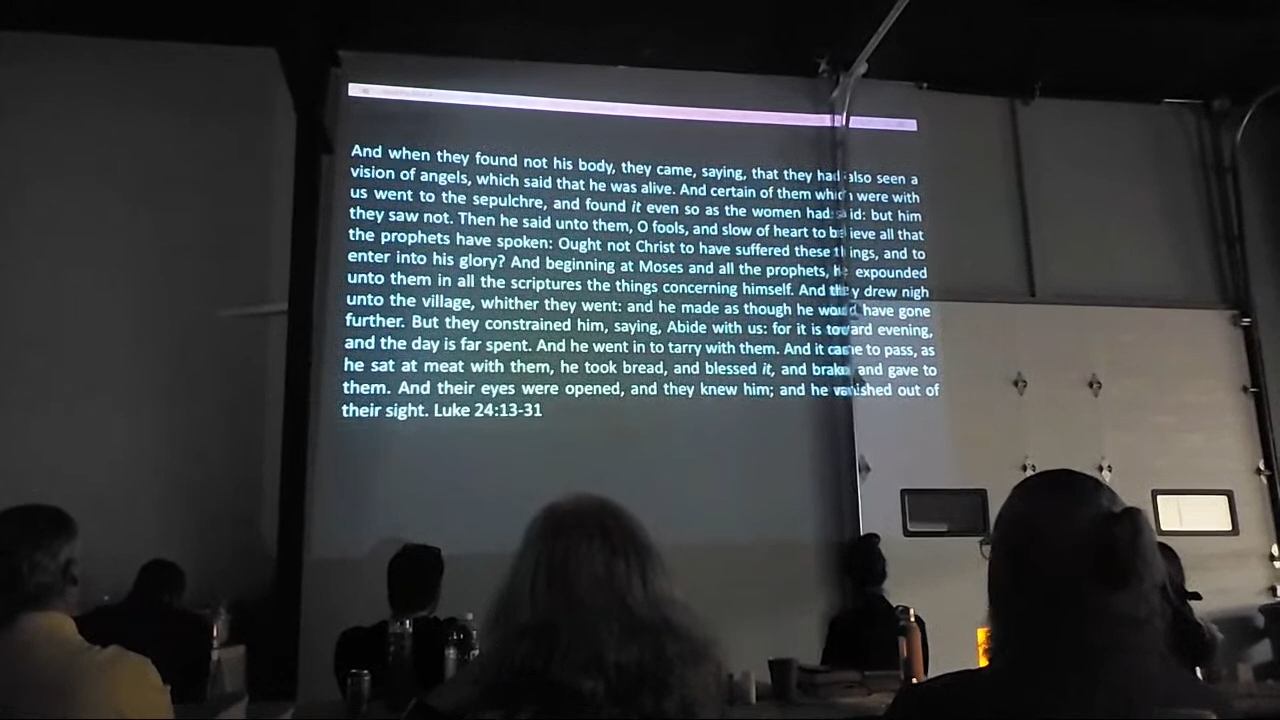 And when they found not his body, they came, saying, that they had also seen a
vision of angels, which said that he was alive. And certain of them which were with
us went to the sepulchre, and found it even so as the women had said: but him
they saw not. Then he said unto them, O fools, and slow of heart to believe all that
the prophets have spoken: Ought not Christ to have suffered these things, and to
enter into his glory? And beginning at Moses and all the prophets, he expounded
unto them in all the scriptures the things concerning himself. And they drew nigh
unto the village, whither they went: and he made as though he would have gone
further. But they constrained him, saying, Abide with us: for it is toward evening,
and the day is far spent. And he went in to tarry with them. And it came to pass, as
he sat at meat with them, he took bread, and blessed it, and brake, and gave to
them. And their eyes were opened, and they knew him; and he vanished out of
their sight. Luke 24:13-31